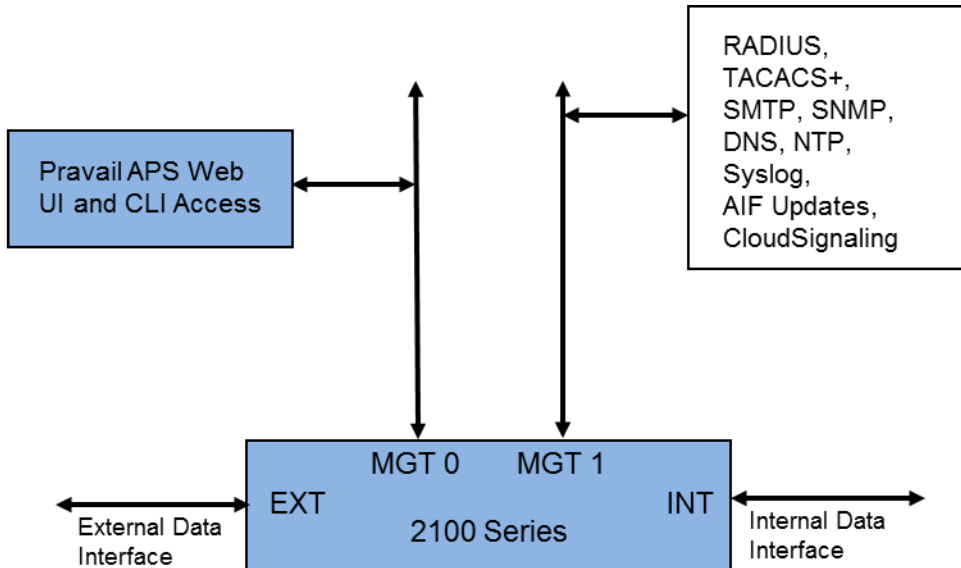 RADIUS,
TACACS+,
SMTP, SNMP,
DNS, NTP,
Syslog,
AIF Updates,
CloudSignaling
Pravail APS Web
UI and CLI Access
MGT 0
MGT 1
EXT
INT
2100 Series
External Data
Interface
Internal Data
Interface